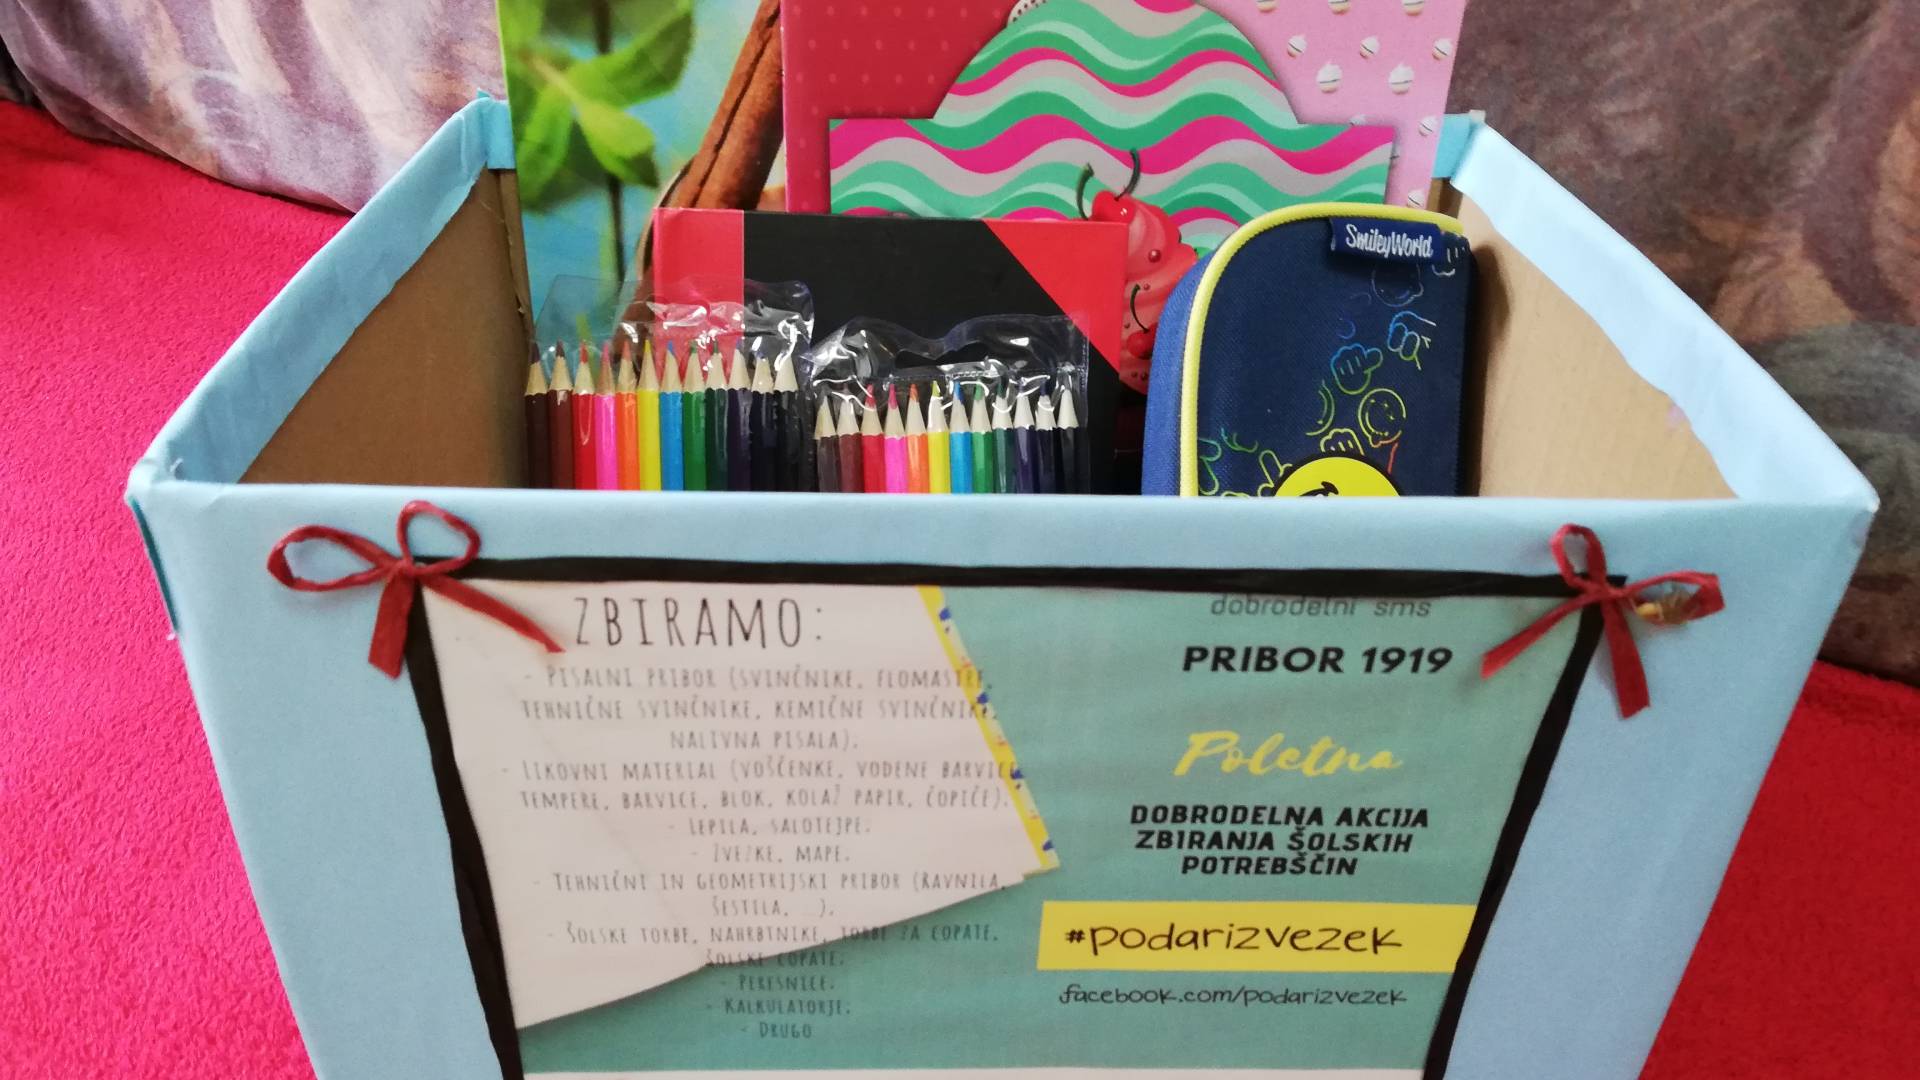 SmileyWorld
ZBIRAMO:
- PISALNI PRIBOR (SVINČNIKE, FLOMASTRE,
TEHNIČNE SVINČNIKE, KEMIČNE SVINČNIKE,
NALIVNA PISALA);
- LIKOVNI MATERIAL (VOŠČENKE, VODENE BARVICE
TEMPERE, BARVICE, BLOK, KOLAŽ PAPIR, ČOPIČE);
- LEPILA, SALOTEJPE;
- ZVEZKE, MAPE;
- TEHNIČNI IN GEOMETRIJSKI PRIBOR (RAVNILA,
ŠESTILA, ...);
- ŠOLSKE TORBE, NAHRBTNIKE, TORBE ZA COPATE,
ŠOLSKE COPATE;
- PERESNICE;
- KALKULATORJE;
- DRUGO
dobrodelni sms
PRIBOR 1919
Poletna
DOBRODELNA AKCIJA
ZBIRANJA ŠOLSKIH
POTREBŠČIN
#podarizvezek
facebook.com/podarizvezek